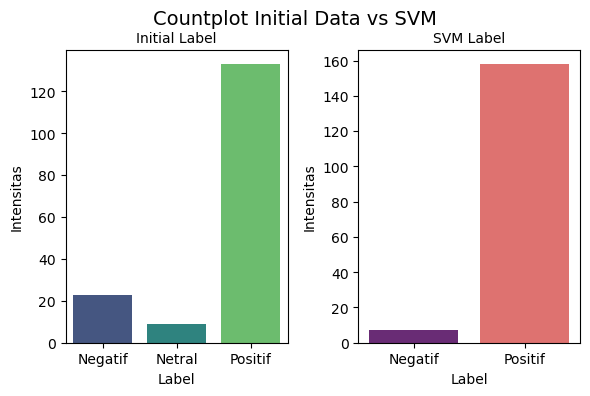 Countplot Initial Data vs SVM
Initial Label
Intensitas
0
20
40
60
80
100
120
Negatif Netral Positif
Label
SVM Label
Intensitas
0
20
40
60
80
100
120
140
160
Negatif Positif
Label